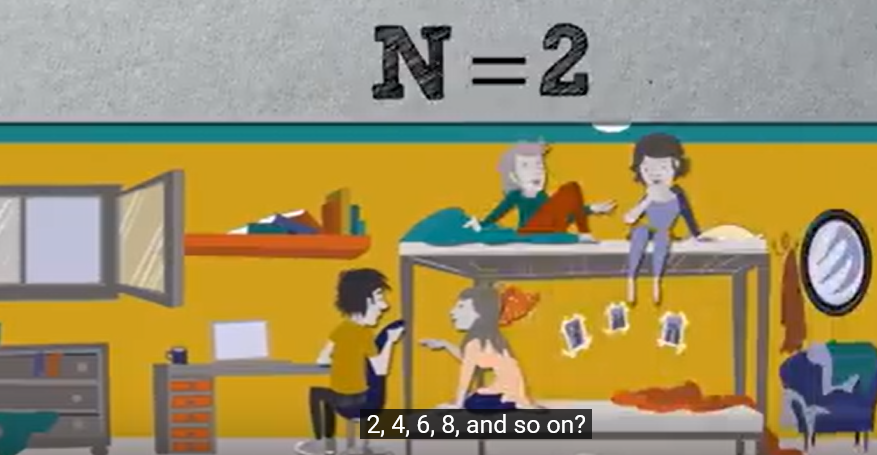 N = 2
2, 4, 6, 8, and so on?